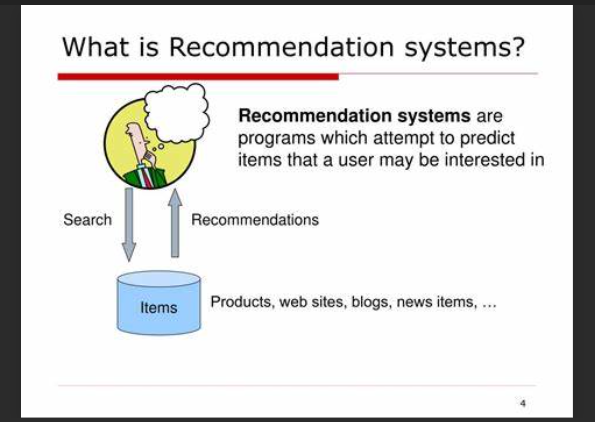 What is Recommendation systems?
Recommendation systems are
programs which attempt to predict
items that a user may be interested in
Search
Recommendations
Items
Products, web sites, blogs, news items, …
4